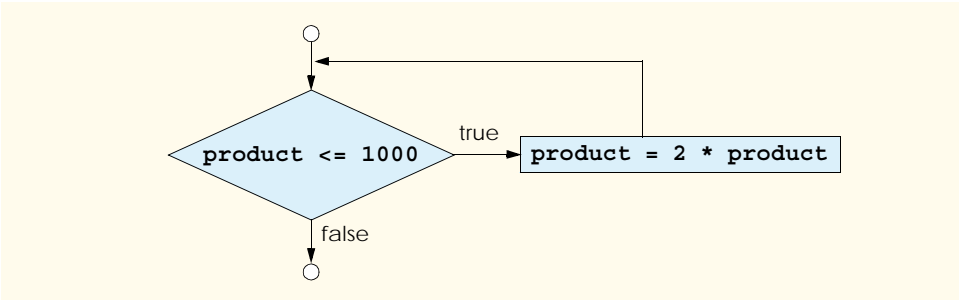 true
product <= 1000
product = 2 * product
false